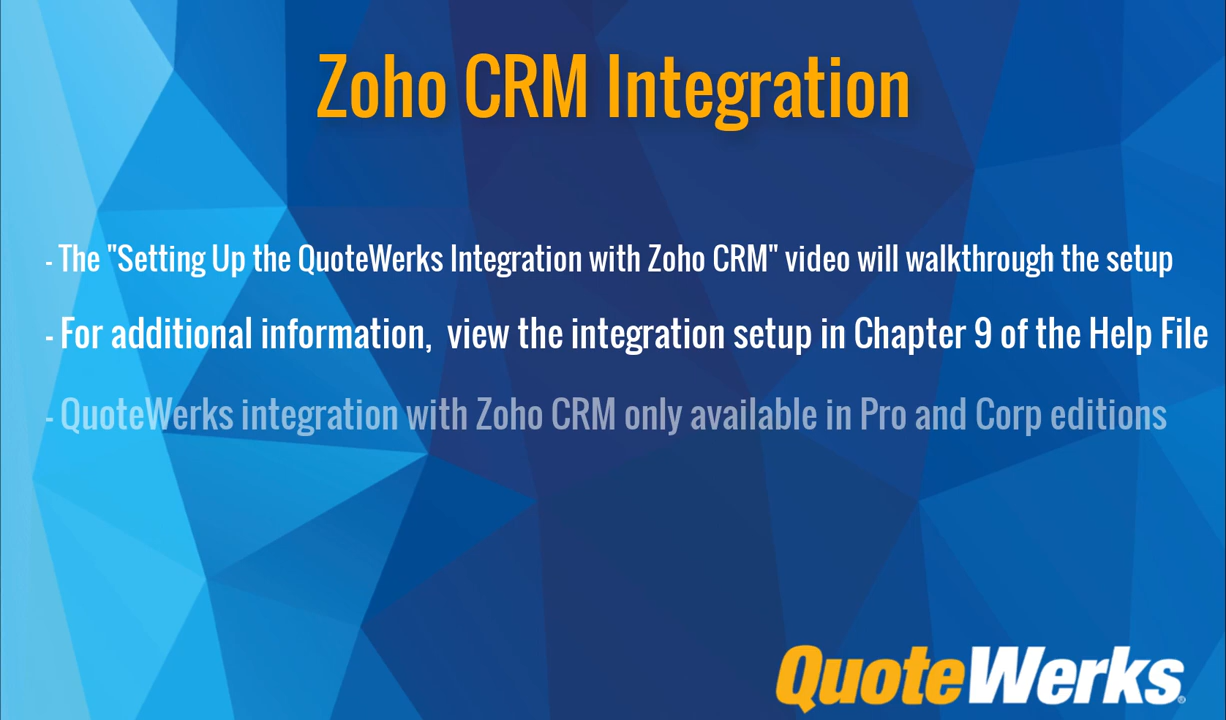 Zoho CRM Integration
- The "Setting Up the QuoteWerks Integration with Zoho CRM" video will walkthrough the setup
- For additional information,  view the integration setup in Chapter 9 of the Help File
- QuoteWerks integration with Zoho CRM only available in Pro and Corp editions
QuoteWerks®